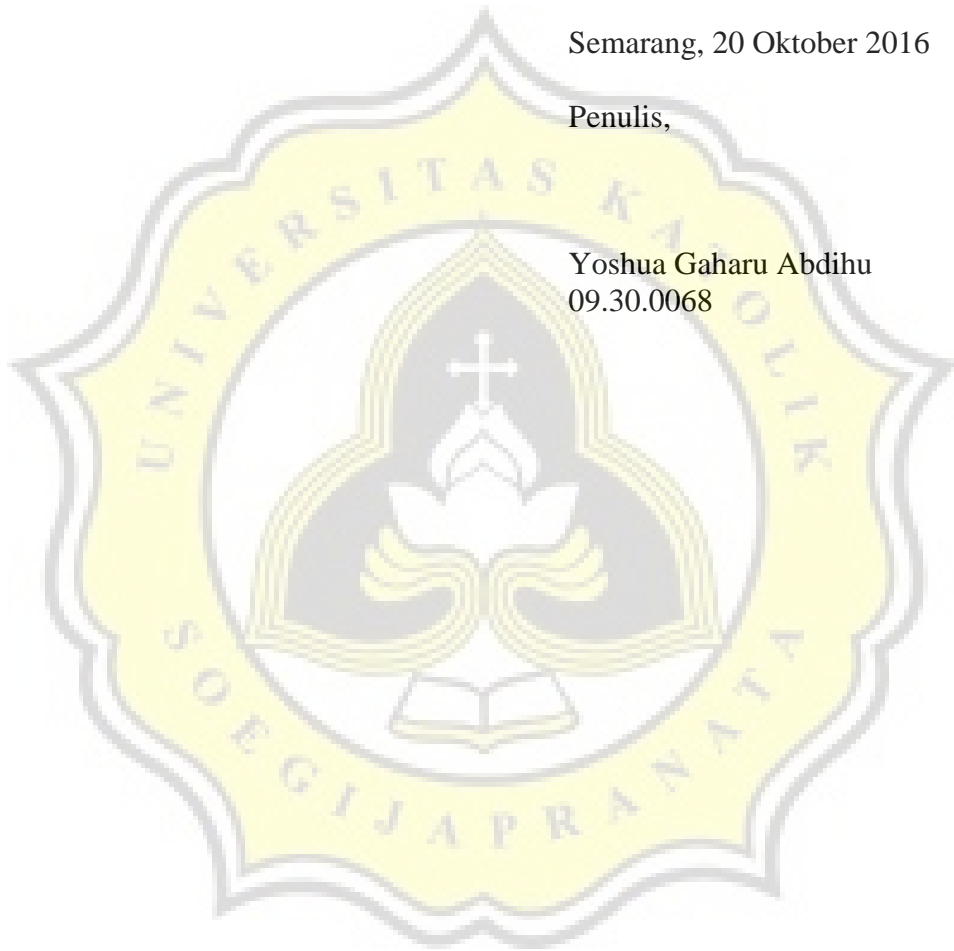 Semarang, 20 Oktober 2016
Penulis,
Yoshua Gaharu Abdihu
09.30.0068
UNIVERSITAS KATOLIK
SOEGIJAPRANATA